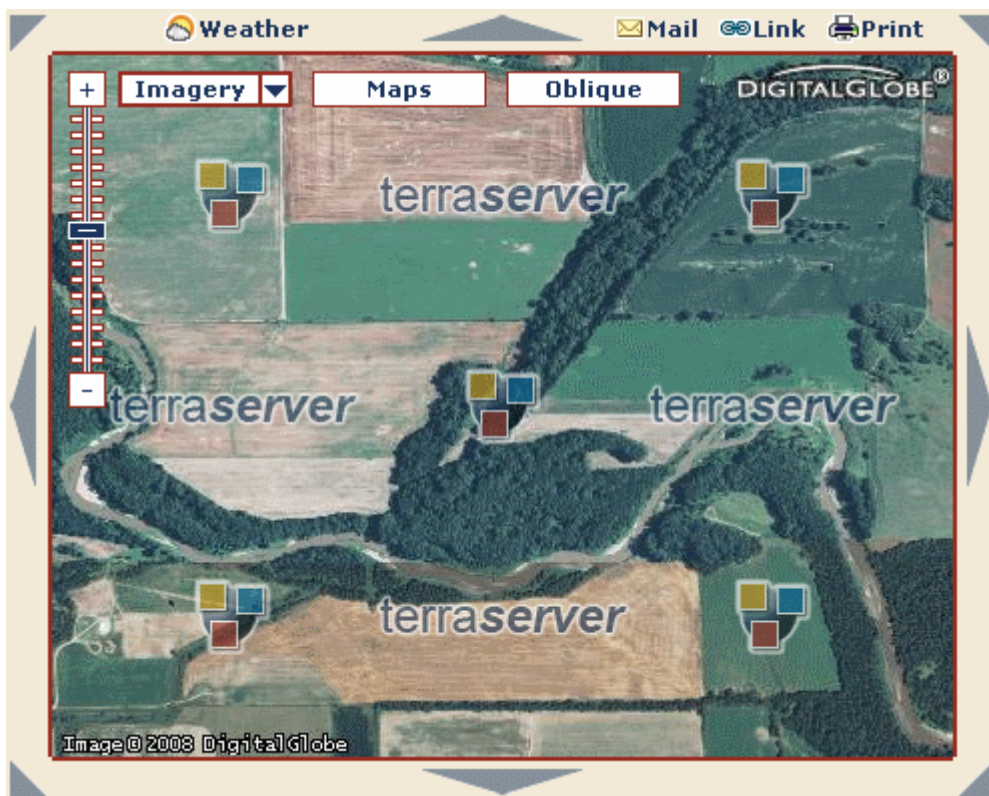 Weather
Mail Link Print
+ Imagery Maps Oblique
DIGITALGLOBE®
terraserver
-
terraserver terraserver
terraserver
Image © 2008 DigitalGlobe